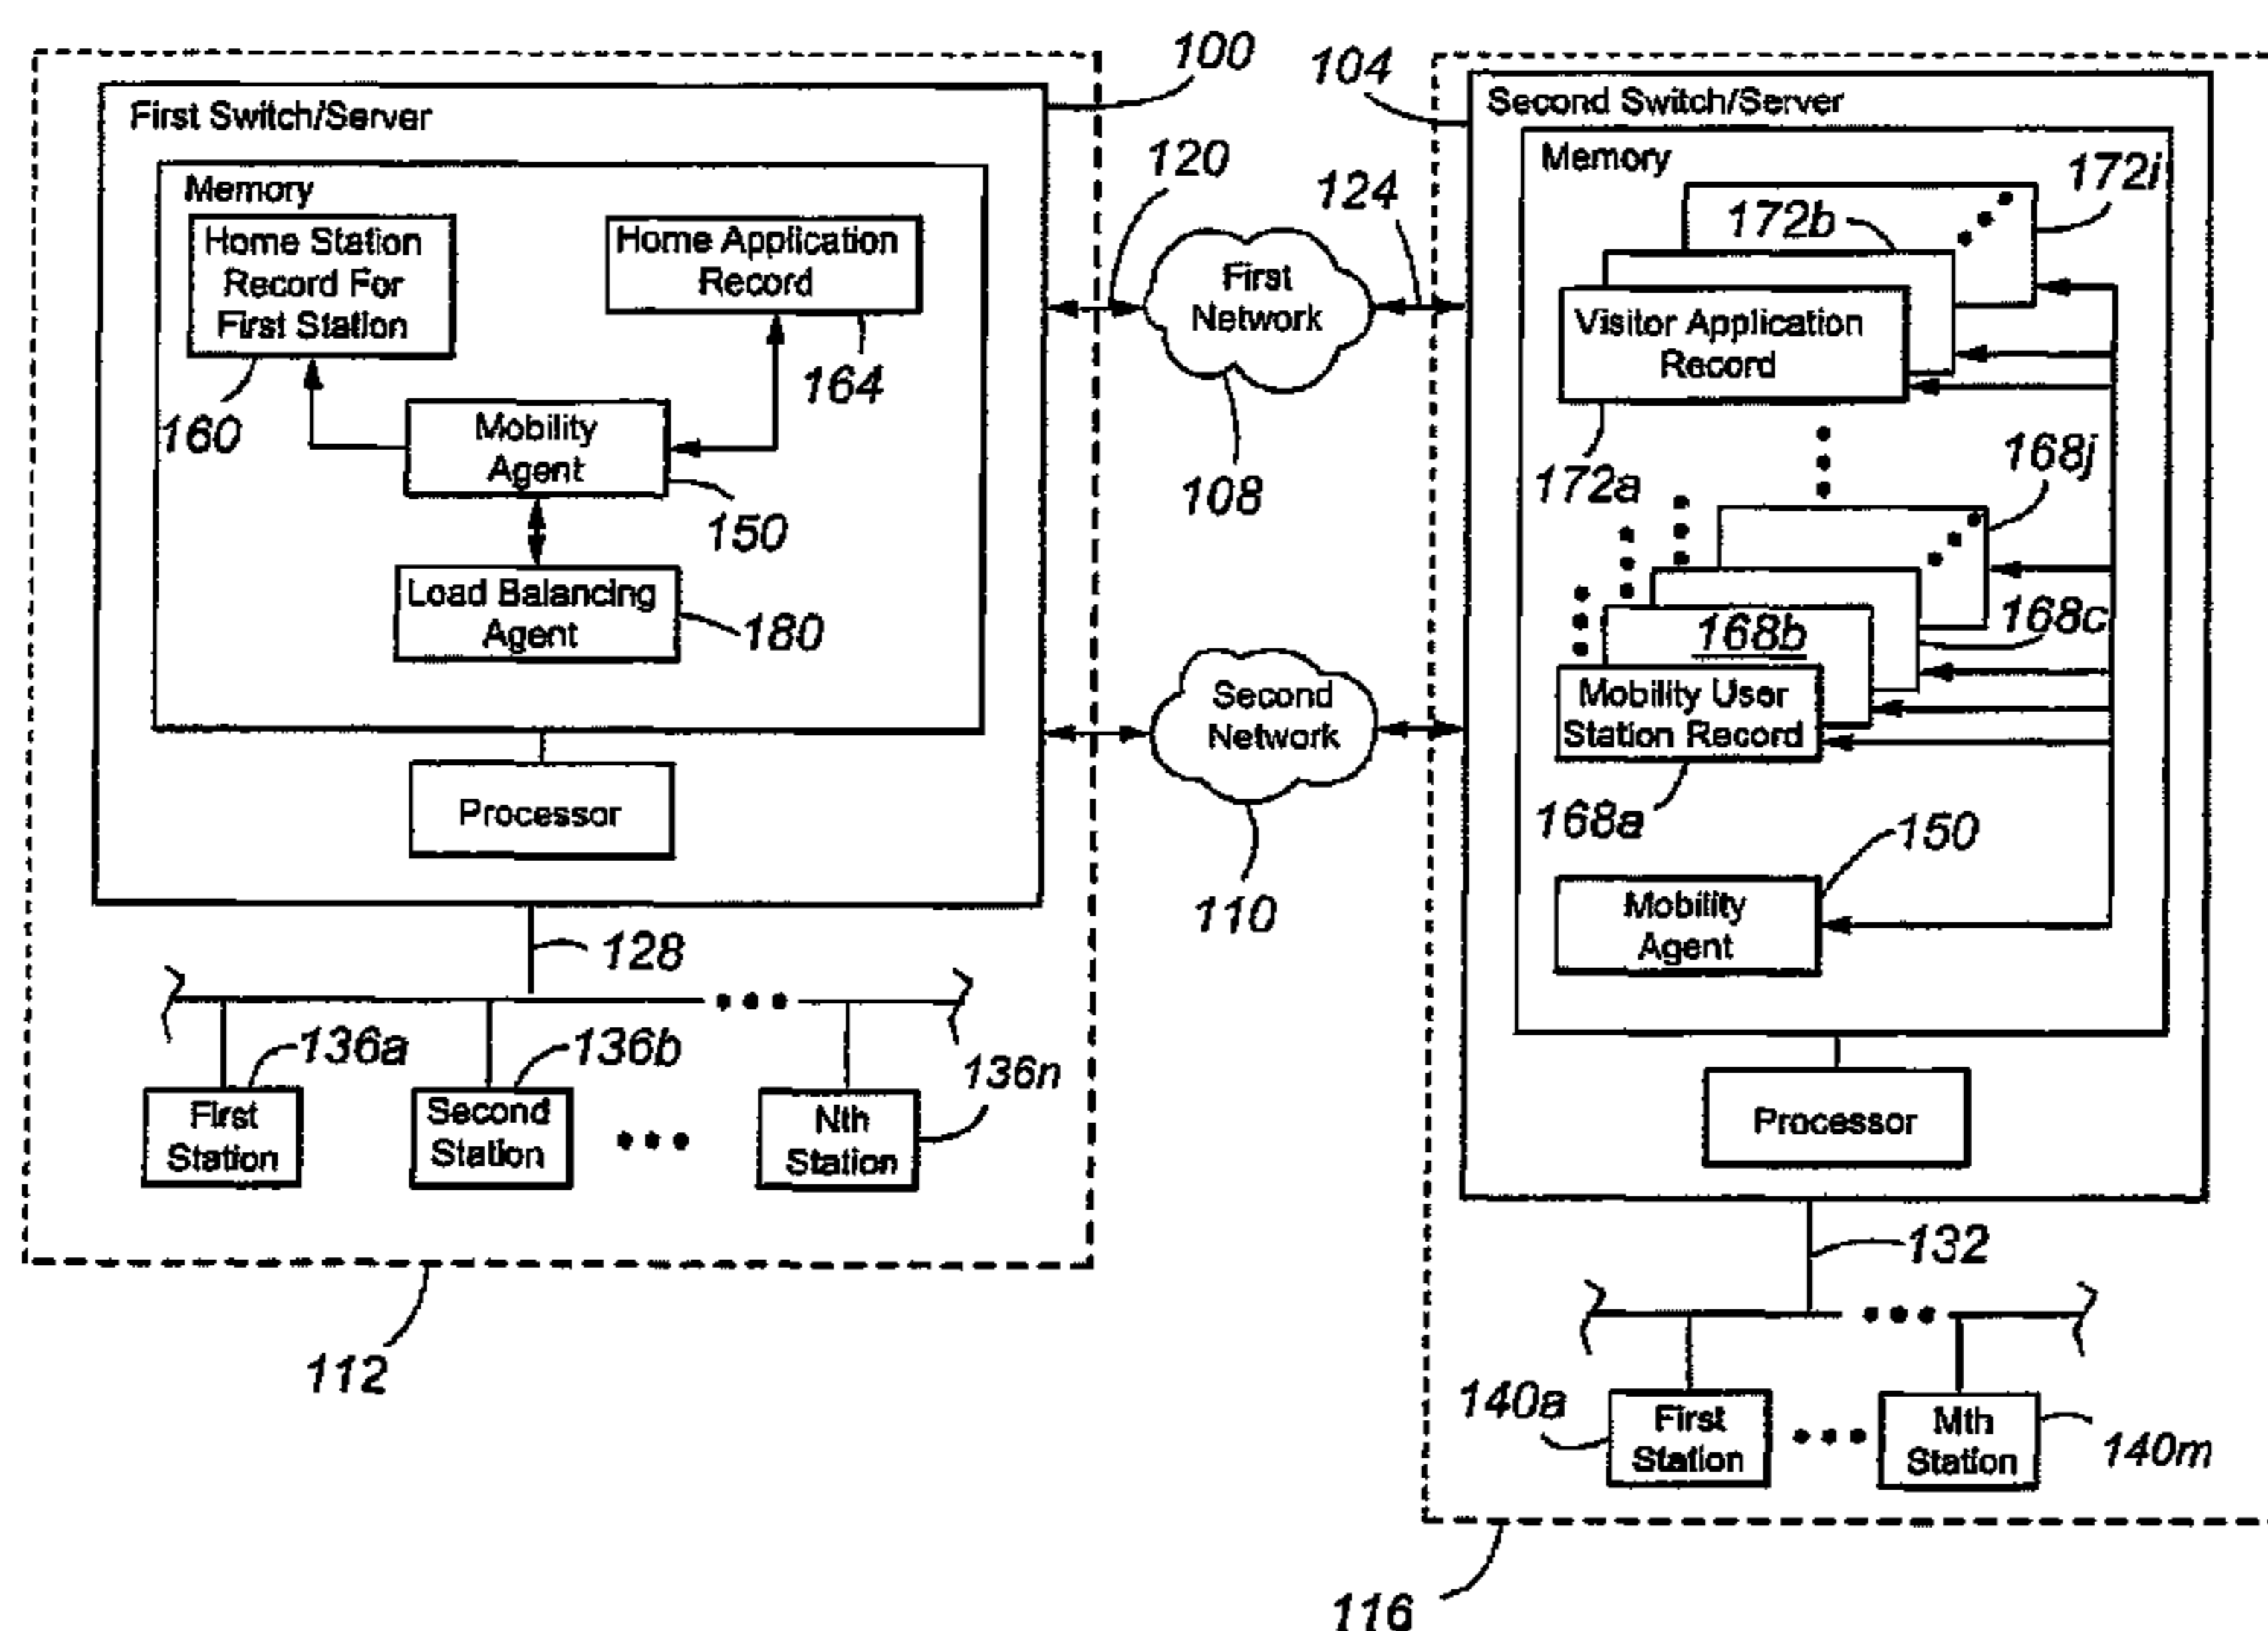 100
First Switch/Server
Memory
Home Station
Record For
First Station
160
Home Application
Record
164
Mobility
Agent
150
Load Balancing
Agent
180
Processor
128
136a
First
Station
136b
Second
Station
136n
Nth
Station
112
120
First
Network
108
124
Second
Network
110
104
Second Switch/Server
Memory
172i
172b
Visitor Application
Record
172a
168j
168c
168b
Mobility User
Station Record
168a
150
Mobility
Agent
Processor
132
140a
First
Station
Mth
Station
140m
116